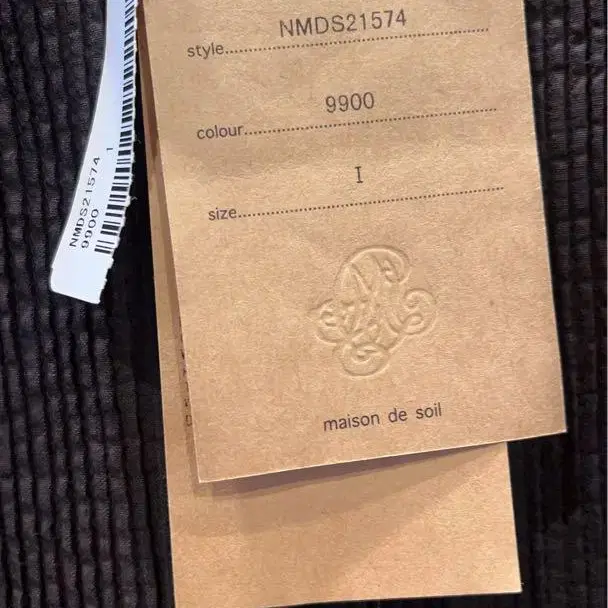 style NMDS21574
colour 9900
size I
maison de soil
NMDS21574 1
9900